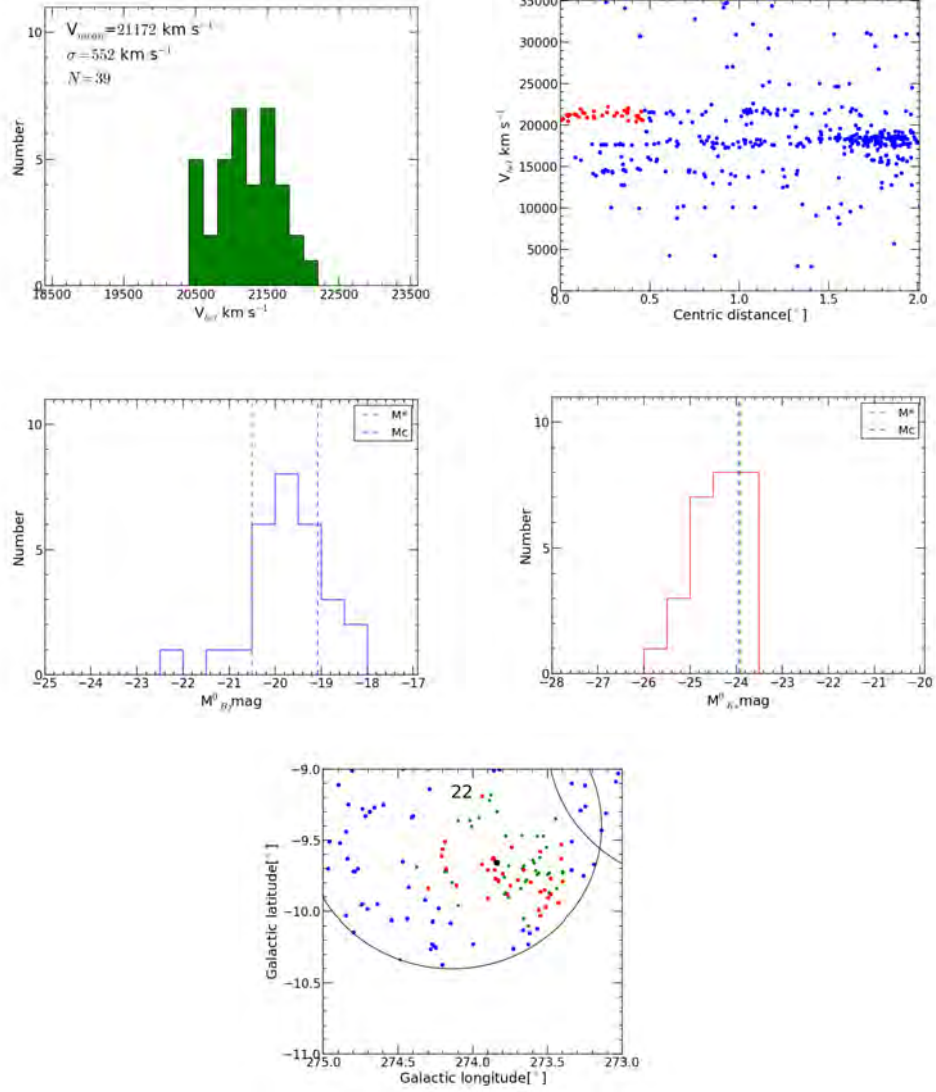 V_mean=21172 km s^-1
σ=552 km s^-1
N=39
Number
10
5
0
18500 19500 20500 21500 22500 23500
V_hel km s^-1
35000
30000
25000
20000
15000
10000
5000
0
V_hel km s^-1
0.0 0.5 1.0 1.5 2.0
Centric distance[°]
Number
10
5
0
M*
Mc
-25 -24 -23 -22 -21 -20 -19 -18 -17
M^0_BJ mag
Number
10
5
0
M*
Mc
-28 -27 -26 -25 -24 -23 -22 -21 -20
M^0_Ks mag
22
Galactic latitude[°]
-9.0
-9.5
-10.0
-10.5
-11.0
275.0 274.5 274.0 273.5 273.0
Galactic longitude[°]